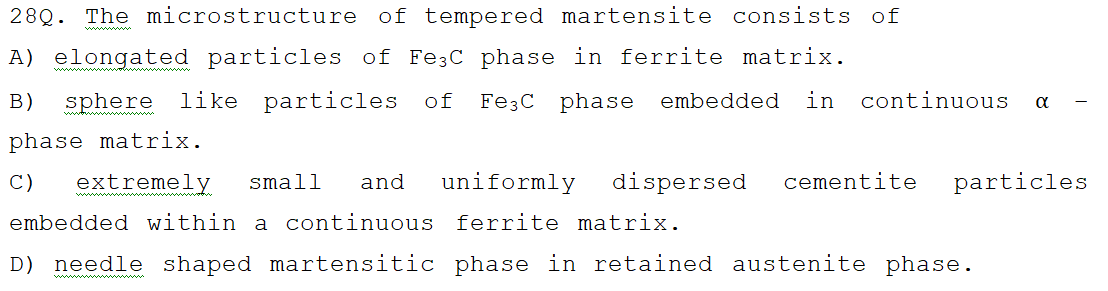 28Q. The microstructure of tempered martensite consists of
A) elongated particles of Fe₃C phase in ferrite matrix.
B) sphere like particles of Fe₃C phase embedded in continuous α –
phase matrix.
C) extremely small and uniformly dispersed cementite particles
embedded within a continuous ferrite matrix.
D) needle shaped martensitic phase in retained austenite phase.